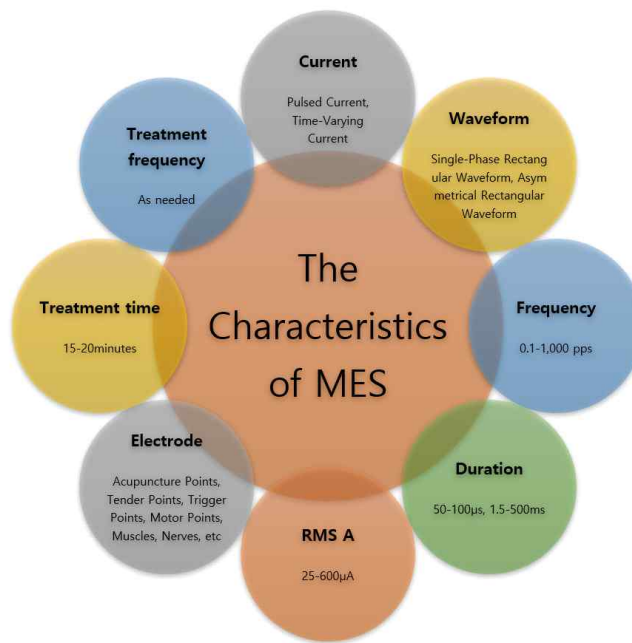 The
Characteristics
of MES
Current
Pulsed Current,
Time-Varying
Current
Waveform
Single-Phase Rectang
ular Waveform, Asym
metrical Rectangular
Waveform
Frequency
0.1-1,000 pps
Duration
50-100μs, 1.5-500ms
RMS A
25-600μA
Electrode
Acupuncture Points,
Tender Points, Trigger
Points, Motor Points,
Muscles, Nerves, etc
Treatment time
15-20minutes
Treatment
frequency
As needed